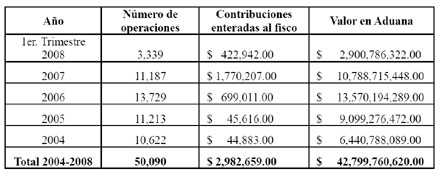 Año Número de operaciones Contribuciones enteradas al fisco Valor en Aduana
1er. Trimestre 2008 3,339 $ 422,942.00 $ 2,900,786,322.00
2007 11,187 $ 1,770,207.00 $ 10,788,715,448.00
2006 13,729 $ 699,011.00 $ 13,570,194,289.00
2005 11,213 $ 45,616.00 $ 9,099,276,472.00
2004 10,622 $ 44,883.00 $ 6,440,788,089.00
Total 2004-2008 50,090 $ 2,982,659.00 $ 42,799,760,620.00